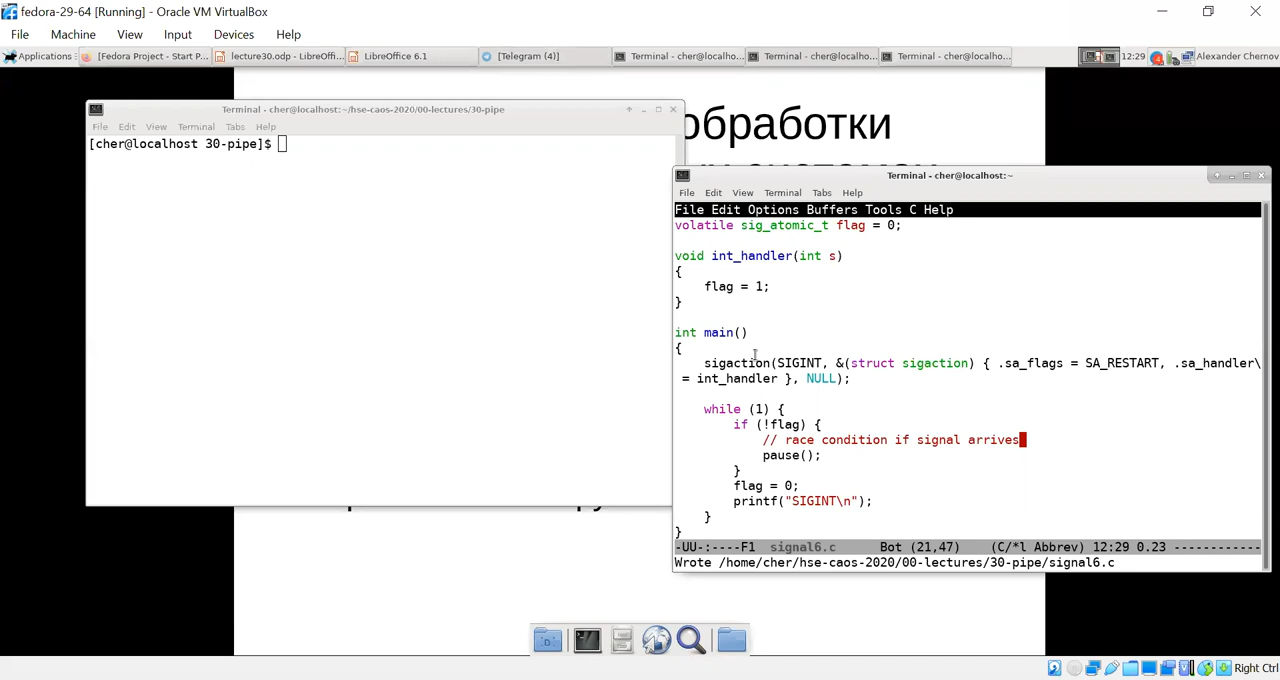 fedora-29-64 [Running] - Oracle VM VirtualBox
File Machine View Input Devices Help
Applications : [Fedora Project - Start P... lecture30.odp - LibreOffi... LibreOffice 6.1 [Telegram (4)] Terminal - cher@localho... Terminal - cher@localho... Terminal - cher@localho... 12:29 Alexander Chernov
обработки
Terminal - cher@localhost:~/hse-caos-2020/00-lectures/30-pipe
File Edit View Terminal Tabs Help
[cher@localhost 30-pipe]$
Terminal - cher@localhost:~
File Edit View Terminal Tabs Help
File Edit Options Buffers Tools C Help
volatile sig_atomic_t flag = 0;
void int_handler(int s)
{
flag = 1;
}
int main()
{
sigaction(SIGINT, &(struct sigaction) { .sa_flags = SA_RESTART, .sa_handler\
= int_handler }, NULL);
while (1) {
if (!flag) {
// race condition if signal arrives
pause();
}
flag = 0;
printf("SIGINT\n");
}
}
-UU-:----F1 signal6.c Bot (21,47) (C/*l Abbrev) 12:29 0.23 ------------
Wrote /home/cher/hse-caos-2020/00-lectures/30-pipe/signal6.c
Right Ctrl